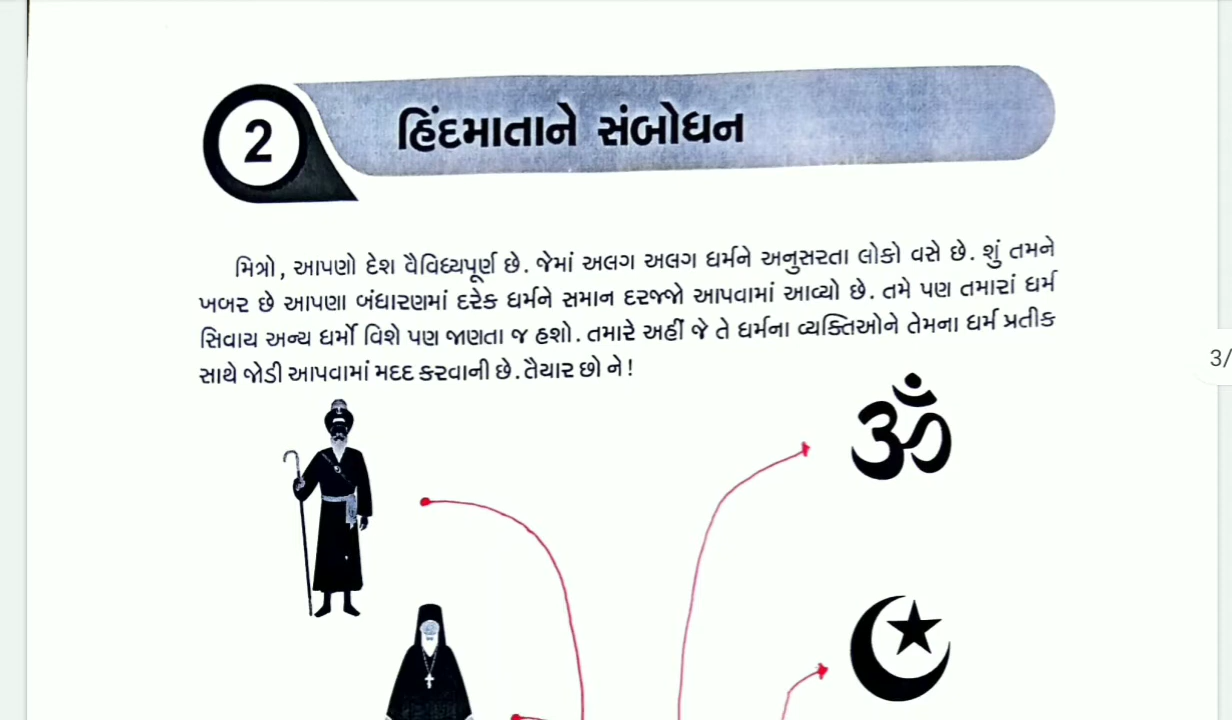 2
હિંદમાતાને સંબોધન
મિત્રો, આપણો દેશ વૈવિધ્યપૂર્ણ છે. જેમાં અલગ અલગ ધર્મને અનુસરતા લોકો વસે છે. શું તમને
ખબર છે આપણા બંધારણમાં દરેક ધર્મને સમાન દરજ્જો આપવામાં આવ્યો છે. તમે પણ તમારાં ધર્મ
સિવાય અન્ય ધર્મો વિશે પણ જાણતા જ હશો. તમારે અહીં જે તે ધર્મના વ્યક્તિઓને તેમના ધર્મ પ્રતીક
સાથે જોડી આપવામાં મદદ કરવાની છે. તૈયાર છો ને!
3/
ૐ